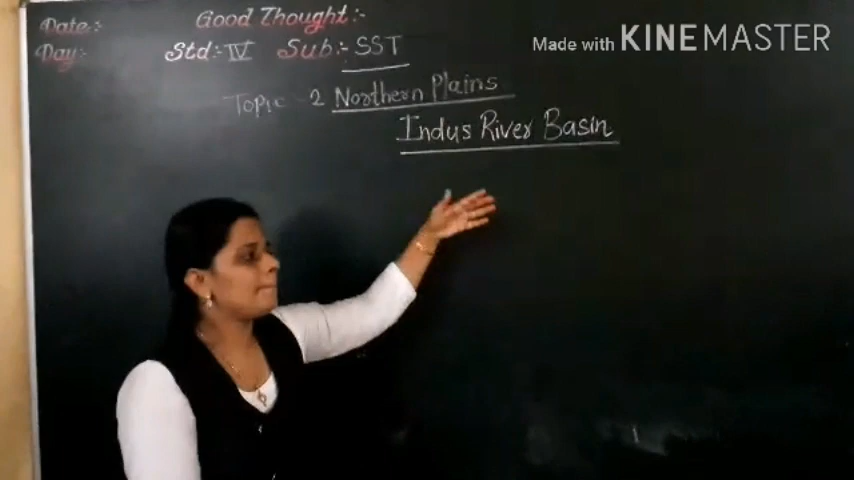 Date:- Good Thought:-
Day:- Std:- IV Sub:- SST
Made with KINEMASTER
Topic - 2 Northern Plains
Indus River Basin